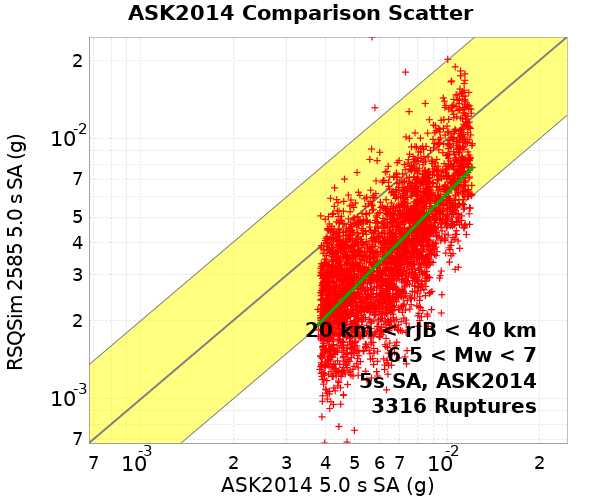 ASK2014 Comparison Scatter
RSQSim 2585 5.0 s SA (g)
2
10-2
7
5
4
3
2
10-3
7
20 km < rJB < 40 km
6.5 < Mw < 7
5s SA, ASK2014
3316 Ruptures
7 10-3 2 3 4 5 6 7 10-2 2
ASK2014 5.0 s SA (g)